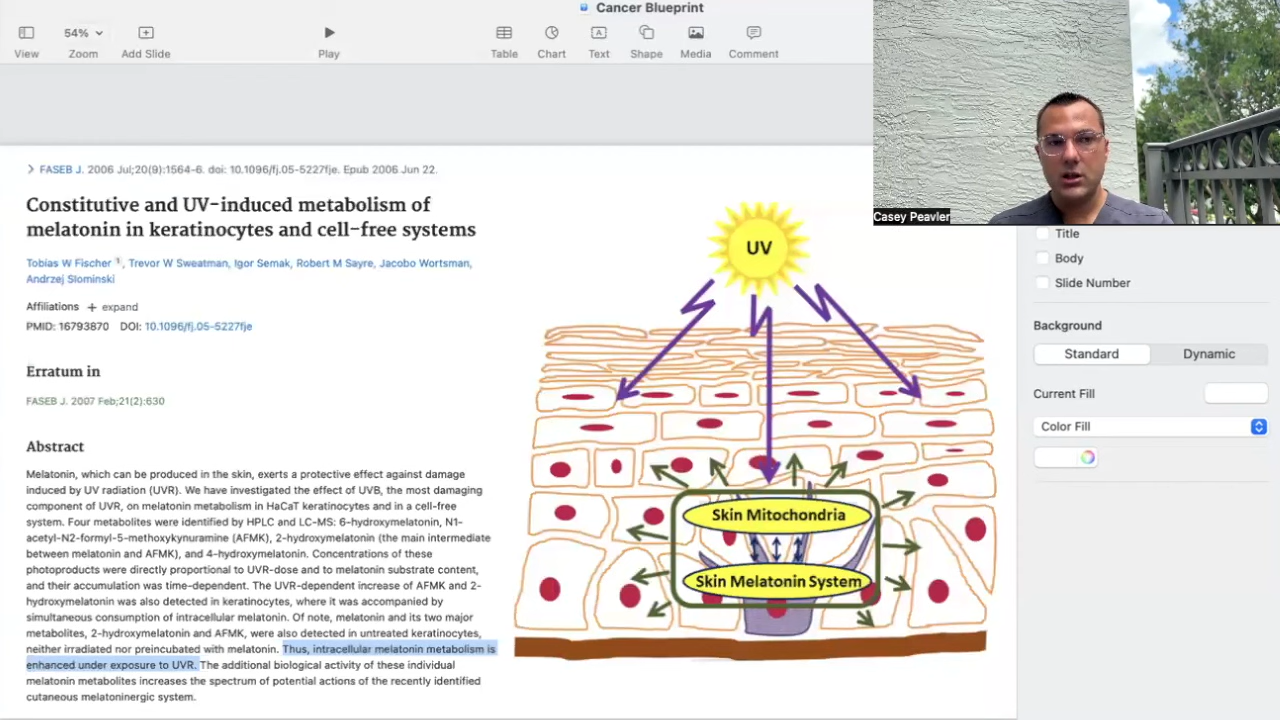 Cancer Blueprint
54%
View
Zoom
Add Slide
Play
Table
Chart
Text
Shape
Media
Comment
Casey Peavler
FASEB J. 2006 Jul;20(9):1564-6. doi: 10.1096/fj.05-5227fje. Epub 2006 Jun 22.
Constitutive and UV-induced metabolism of
melatonin in keratinocytes and cell-free systems
Tobias W Fischer 1, Trevor W Sweatman, Igor Semak, Robert M Sayre, Jacobo Wortsman,
Andrzej Slominski
Affiliations + expand
PMID: 16793870 DOI: 10.1096/fj.05-5227fje
Erratum in
FASEB J. 2007 Feb;21(2):630
Abstract
Melatonin, which can be produced in the skin, exerts a protective effect against damage
induced by UV radiation (UVR). We have investigated the effect of UVB, the most damaging
component of UVR, on melatonin metabolism in HaCaT keratinocytes and in a cell-free
system. Four metabolites were identified by HPLC and LC-MS: 6-hydroxymelatonin, N1-
acetyl-N2-formyl-5-methoxykynuramine (AFMK), 2-hydroxymelatonin (the main intermediate
between melatonin and AFMK), and 4-hydroxymelatonin. Concentrations of these
photoproducts were directly proportional to UVR-dose and to melatonin substrate content,
and their accumulation was time-dependent. The UVR-dependent increase of AFMK and 2-
hydroxymelatonin was also detected in keratinocytes, where it was accompanied by
simultaneous consumption of intracellular melatonin. Of note, melatonin and its two major
metabolites, 2-hydroxymelatonin and AFMK, were also detected in untreated keratinocytes,
neither irradiated nor preincubated with melatonin. Thus, intracellular melatonin metabolism is
enhanced under exposure to UVR. The additional biological activity of these individual
melatonin metabolites increases the spectrum of potential actions of the recently identified
cutaneous melatoninergic system.
UV
Skin Mitochondria
Skin Melatonin System
Title
Body
Slide Number
Background
Standard
Dynamic
Current Fill
Color Fill